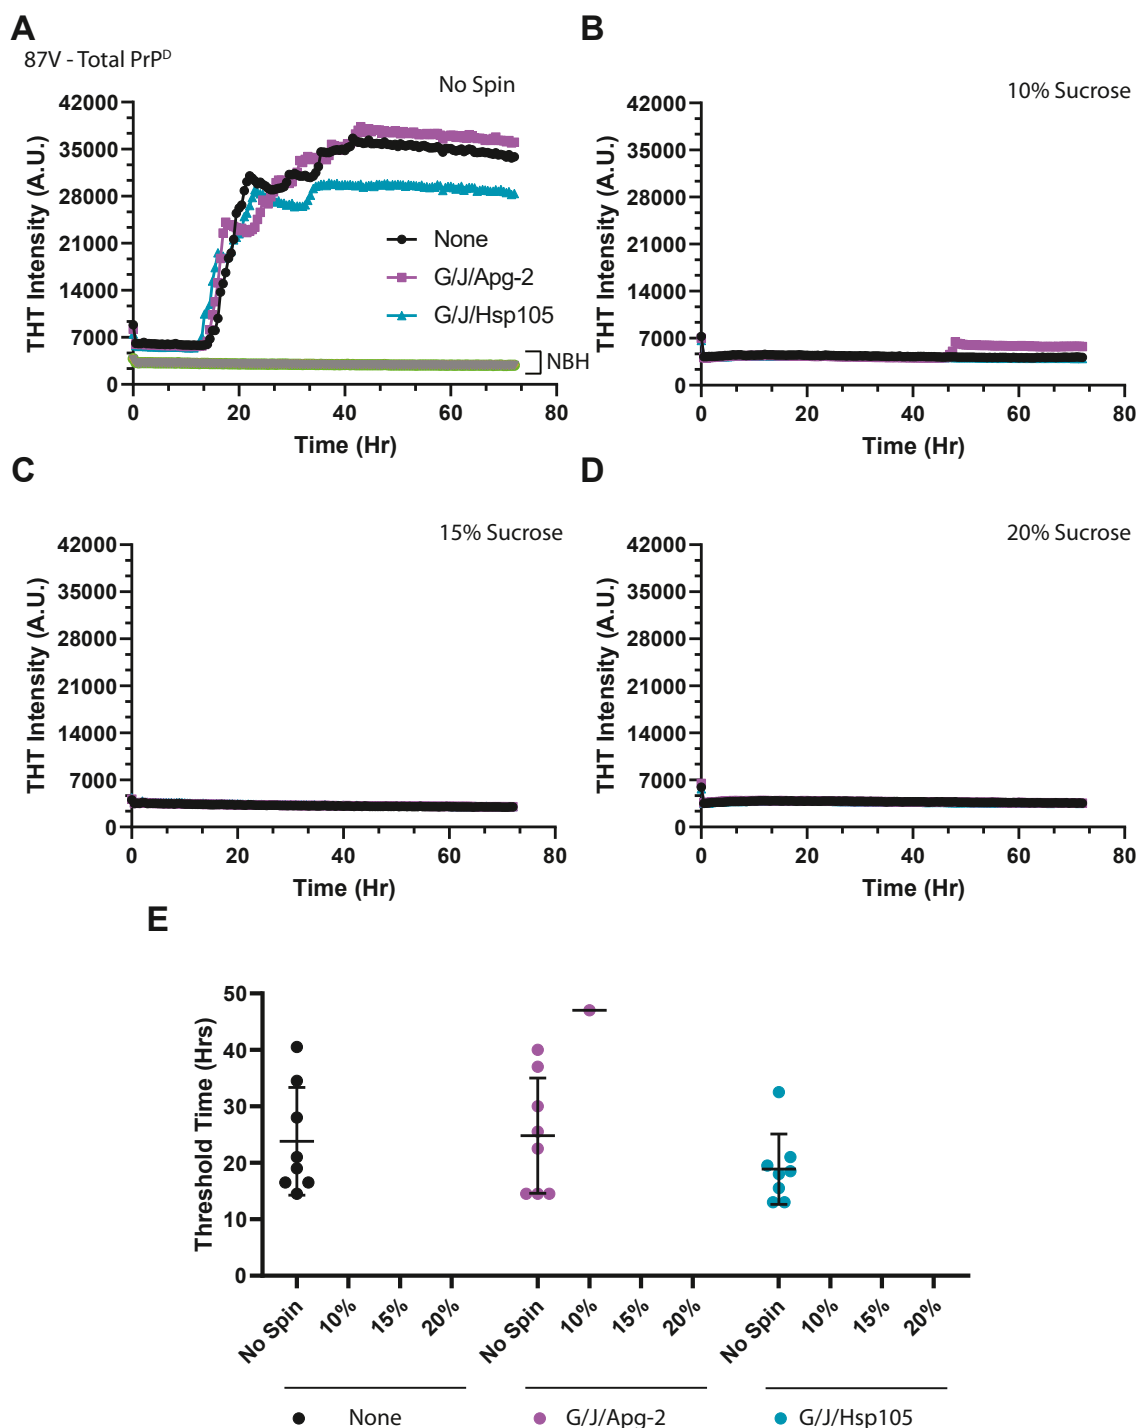 A
87V - Total PrPᴰ
No Spin
42000
35000
28000
21000
14000
7000
0
THT Intensity (A.U.)
None
G/J/Apg-2
G/J/Hsp105
NBH
0 20 40 60 80
Time (Hr)
B
10% Sucrose
42000
35000
28000
21000
14000
7000
0
THT Intensity (A.U.)
0 20 40 60 80
Time (Hr)
C
15% Sucrose
42000
35000
28000
21000
14000
7000
0
THT Intensity (A.U.)
0 20 40 60 80
Time (Hr)
D
20% Sucrose
42000
35000
28000
21000
14000
7000
0
THT Intensity (A.U.)
0 20 40 60 80
Time (Hr)
E
50
40
30
20
10
0
Threshold Time (Hrs)
No Spin 10% 15% 20% No Spin 10% 15% 20% No Spin 10% 15% 20%
None G/J/Apg-2 G/J/Hsp105